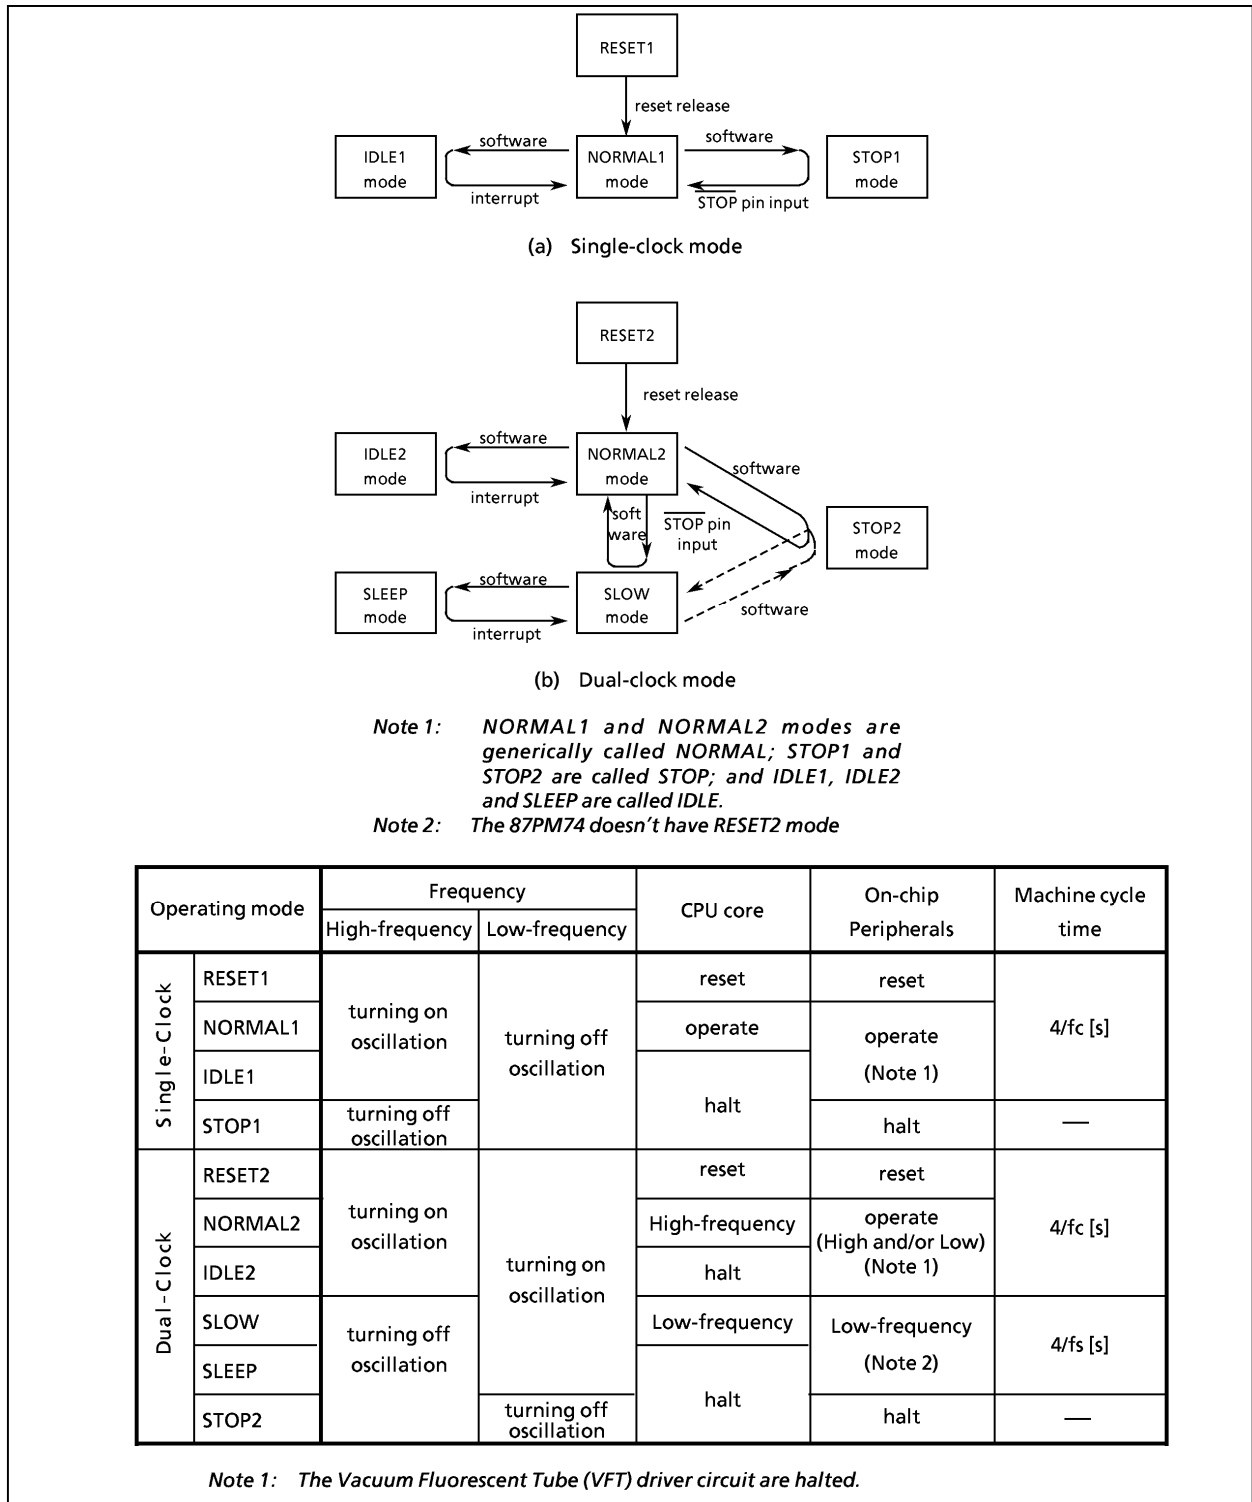 RESET1
reset release
IDLE1
mode
software
interrupt
NORMAL1
mode
software
STOP pin input
STOP1
mode
(a) Single-clock mode
RESET2
reset release
IDLE2
mode
software
interrupt
NORMAL2
mode
software
soft
ware
STOP pin
input
STOP2
mode
SLEEP
mode
software
interrupt
SLOW
mode
software
(b) Dual-clock mode
Note 1: NORMAL1 and NORMAL2 modes are
generically called NORMAL; STOP1 and
STOP2 are called STOP; and IDLE1, IDLE2
and SLEEP are called IDLE.
Note 2: The 87PM74 doesn't have RESET2 mode
Operating mode
Frequency
High-frequency
Low-frequency
CPU core
On-chip
Peripherals
Machine cycle
time
Single-Clock
RESET1
NORMAL1
IDLE1
STOP1
turning on
oscillation
turning off
oscillation
turning off
oscillation
reset
operate
halt
reset
operate
(Note 1)
halt
4/fc [s]
—
Dual-Clock
RESET2
NORMAL2
IDLE2
SLOW
SLEEP
STOP2
turning on
oscillation
turning off
oscillation
turning on
oscillation
turning off
oscillation
reset
High-frequency
halt
Low-frequency
halt
reset
operate
(High and/or Low)
(Note 1)
Low-frequency
(Note 2)
halt
4/fc [s]
4/fs [s]
—
Note 1: The Vacuum Fluorescent Tube (VFT) driver circuit are halted.